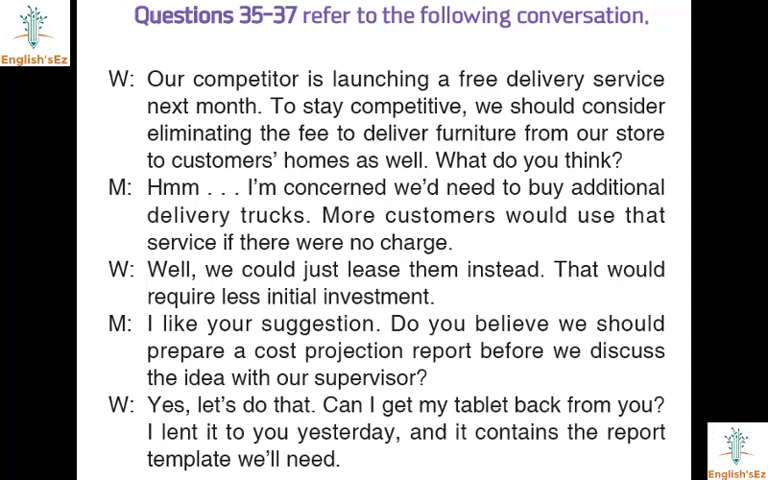 Questions 35–37 refer to the following conversation.
English'sEz
W: Our competitor is launching a free delivery service
next month. To stay competitive, we should consider
eliminating the fee to deliver furniture from our store
to customers' homes as well. What do you think?
M: Hmm . . . I'm concerned we'd need to buy additional
delivery trucks. More customers would use that
service if there were no charge.
W: Well, we could just lease them instead. That would
require less initial investment.
M: I like your suggestion. Do you believe we should
prepare a cost projection report before we discuss
the idea with our supervisor?
W: Yes, let's do that. Can I get my tablet back from you?
I lent it to you yesterday, and it contains the report
template we'll need.
English'sEz